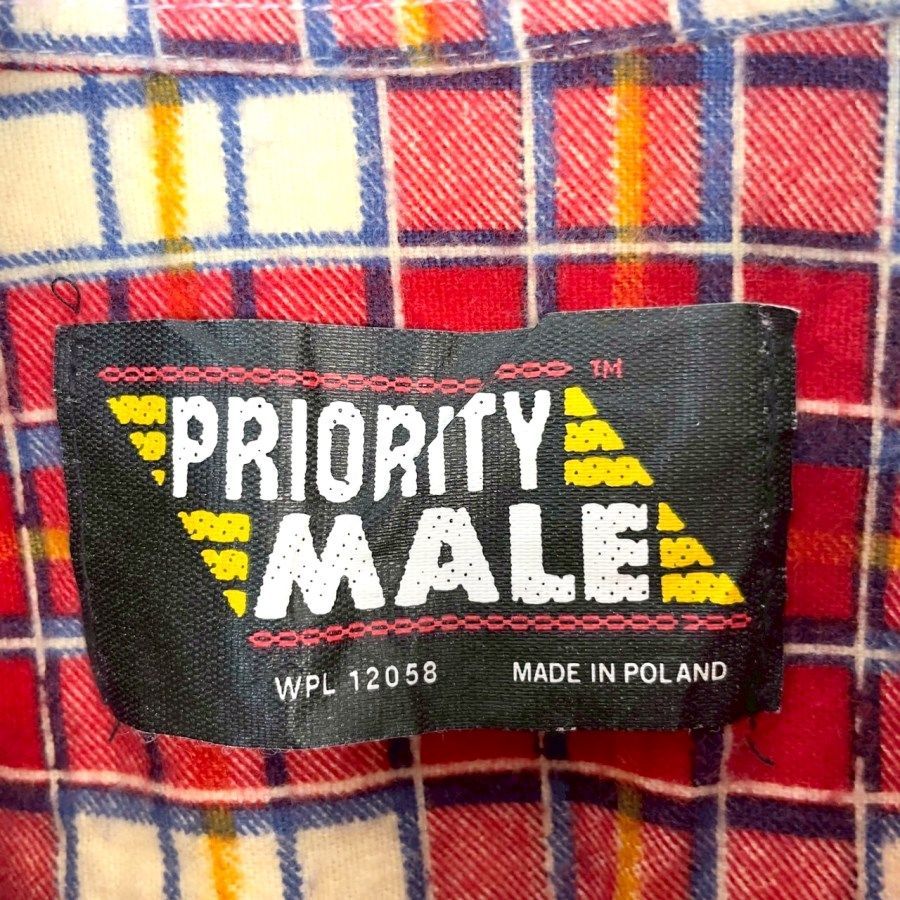 PRIORITY TM
MALE
WPL 12058 MADE IN POLAND